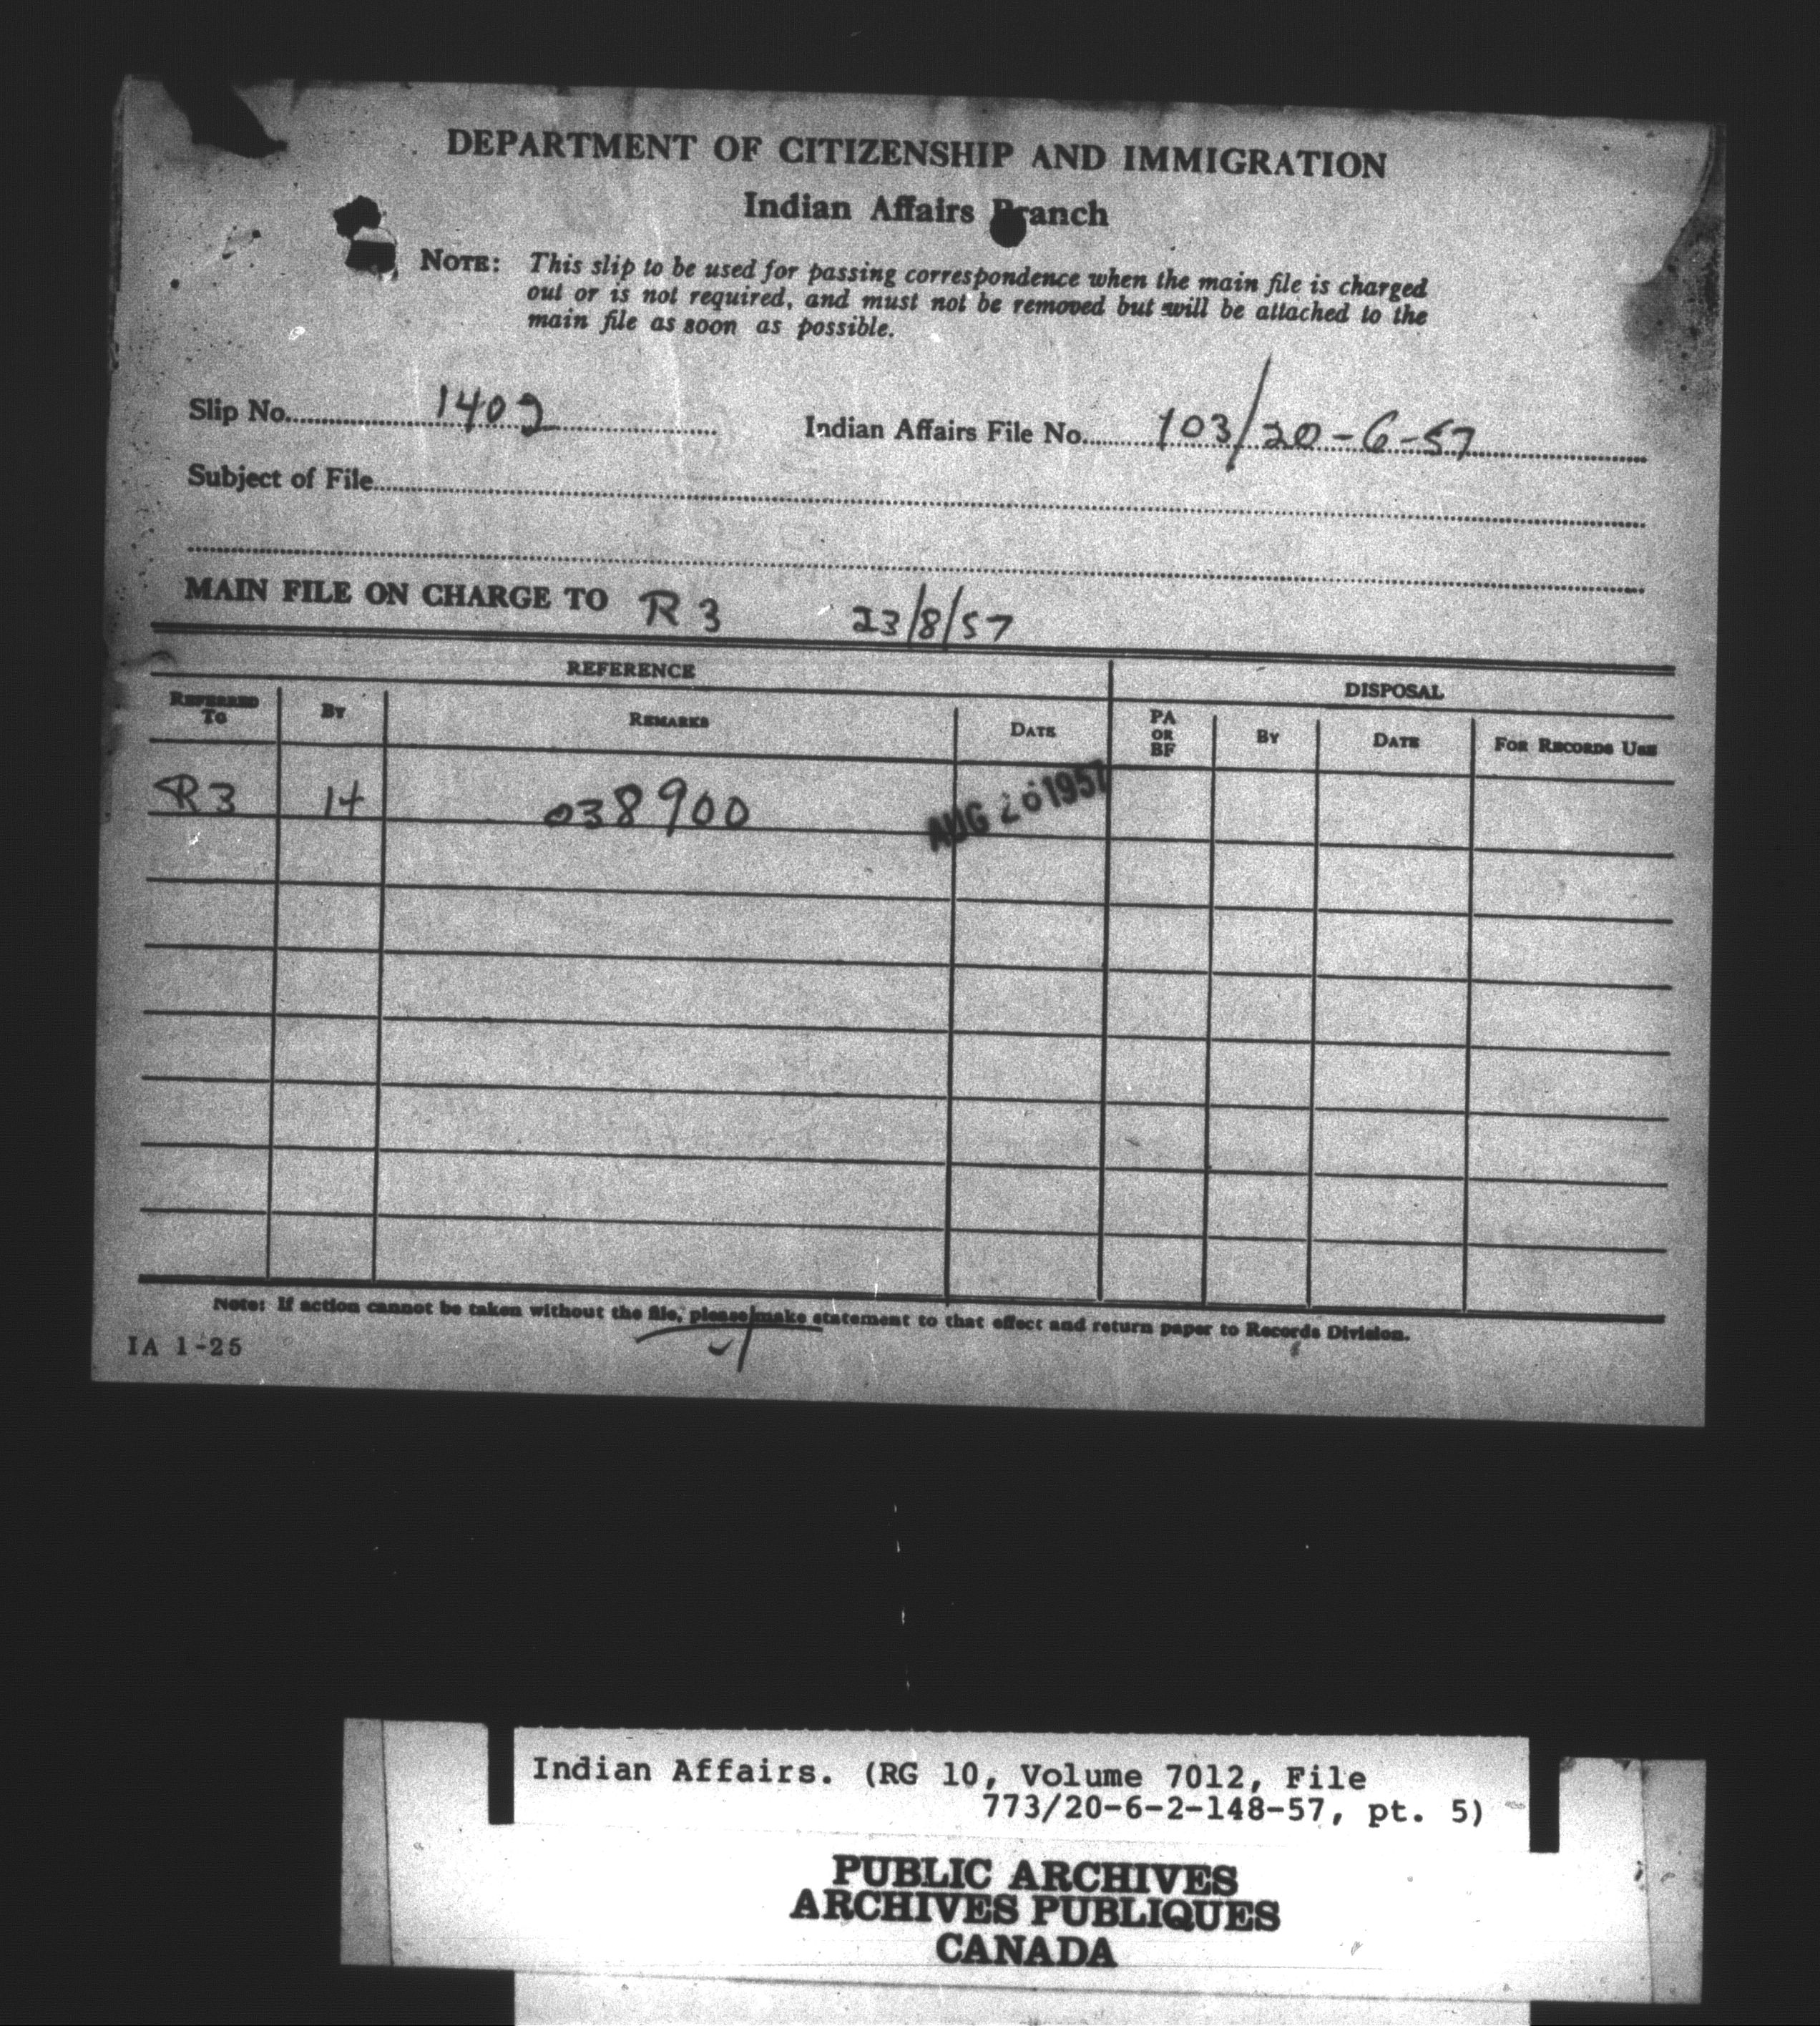 DEPARTMENT OF CITIZENSHIP AND IMMIGRATION
Indian Affairs Branch
NOTE: This slip to be used for passing correspondence when the main file is charged
out or is not required, and must not be removed but will be attached to the
main file as soon as possible.
Slip No. 1402 Indian Affairs File No. 103/20-6-57
Subject of File
MAIN FILE ON CHARGE TO R3 23/8/57
REFERENCE DISPOSAL
REFERRED TO BY REMARKS DATE PA OR BF BY DATE FOR RECORDS USE
R3 14 038900 AUG 26 1957
Note: If action cannot be taken without the file, please make statement to that effect and return paper to Records Division.
IA 1-25
Indian Affairs. (RG 10, Volume 7012, File
773/20-6-2-148-57, pt. 5)
PUBLIC ARCHIVES
ARCHIVES PUBLIQUES
CANADA